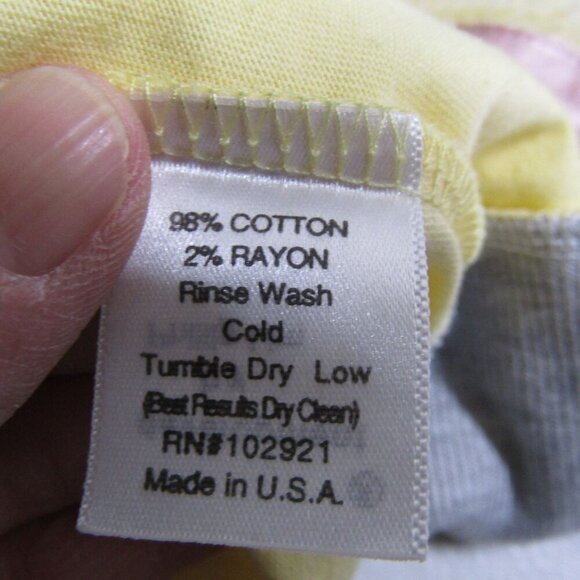 98% COTTON
2% RAYON
Rinse Wash
Cold
Tumble Dry Low
(Best Results Dry Clean)
RN#102921
Made in U.S.A.